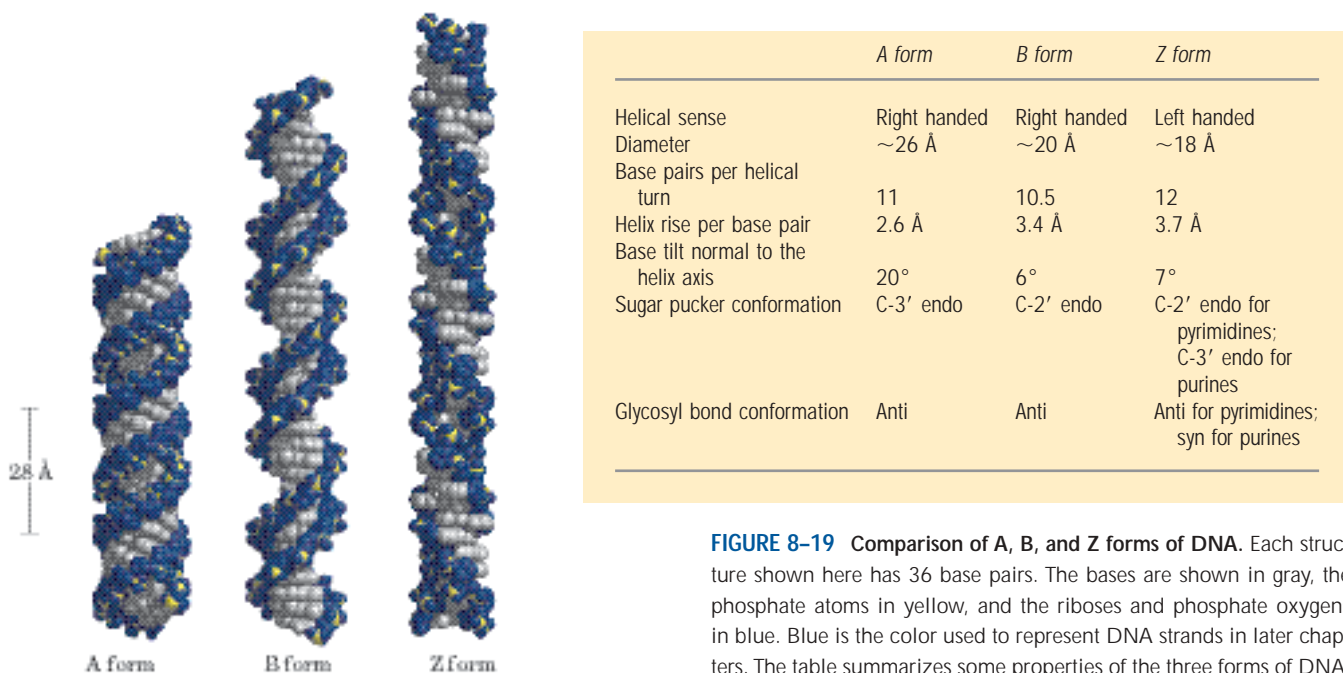 A form B form Z form
Helical sense Right handed Right handed Left handed
Diameter ~26 Å ~20 Å ~18 Å
Base pairs per helical
turn 11 10.5 12
Helix rise per base pair 2.6 Å 3.4 Å 3.7 Å
Base tilt normal to the
helix axis 20° 6° 7°
Sugar pucker conformation C-3′ endo C-2′ endo C-2′ endo for
pyrimidines;
C-3′ endo for
purines
Glycosyl bond conformation Anti Anti Anti for pyrimidines;
syn for purines
28 Å
A form B form Z form
FIGURE 8–19 Comparison of A, B, and Z forms of DNA. Each struc
ture shown here has 36 base pairs. The bases are shown in gray, the
phosphate atoms in yellow, and the riboses and phosphate oxygen
in blue. Blue is the color used to represent DNA strands in later chap
ters. The table summarizes some properties of the three forms of DNA